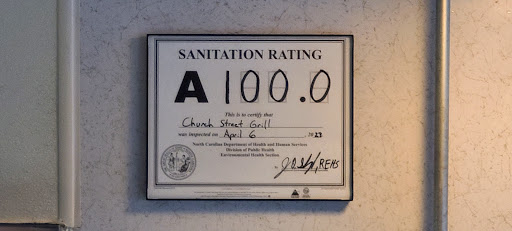 SANITATION RATING
A 100.0
This is to certify that
Church Street Grill
was inspected on April 6 2023
North Carolina Department of Health and Human Services
Division of Public Health
Environmental Health Section
REHS